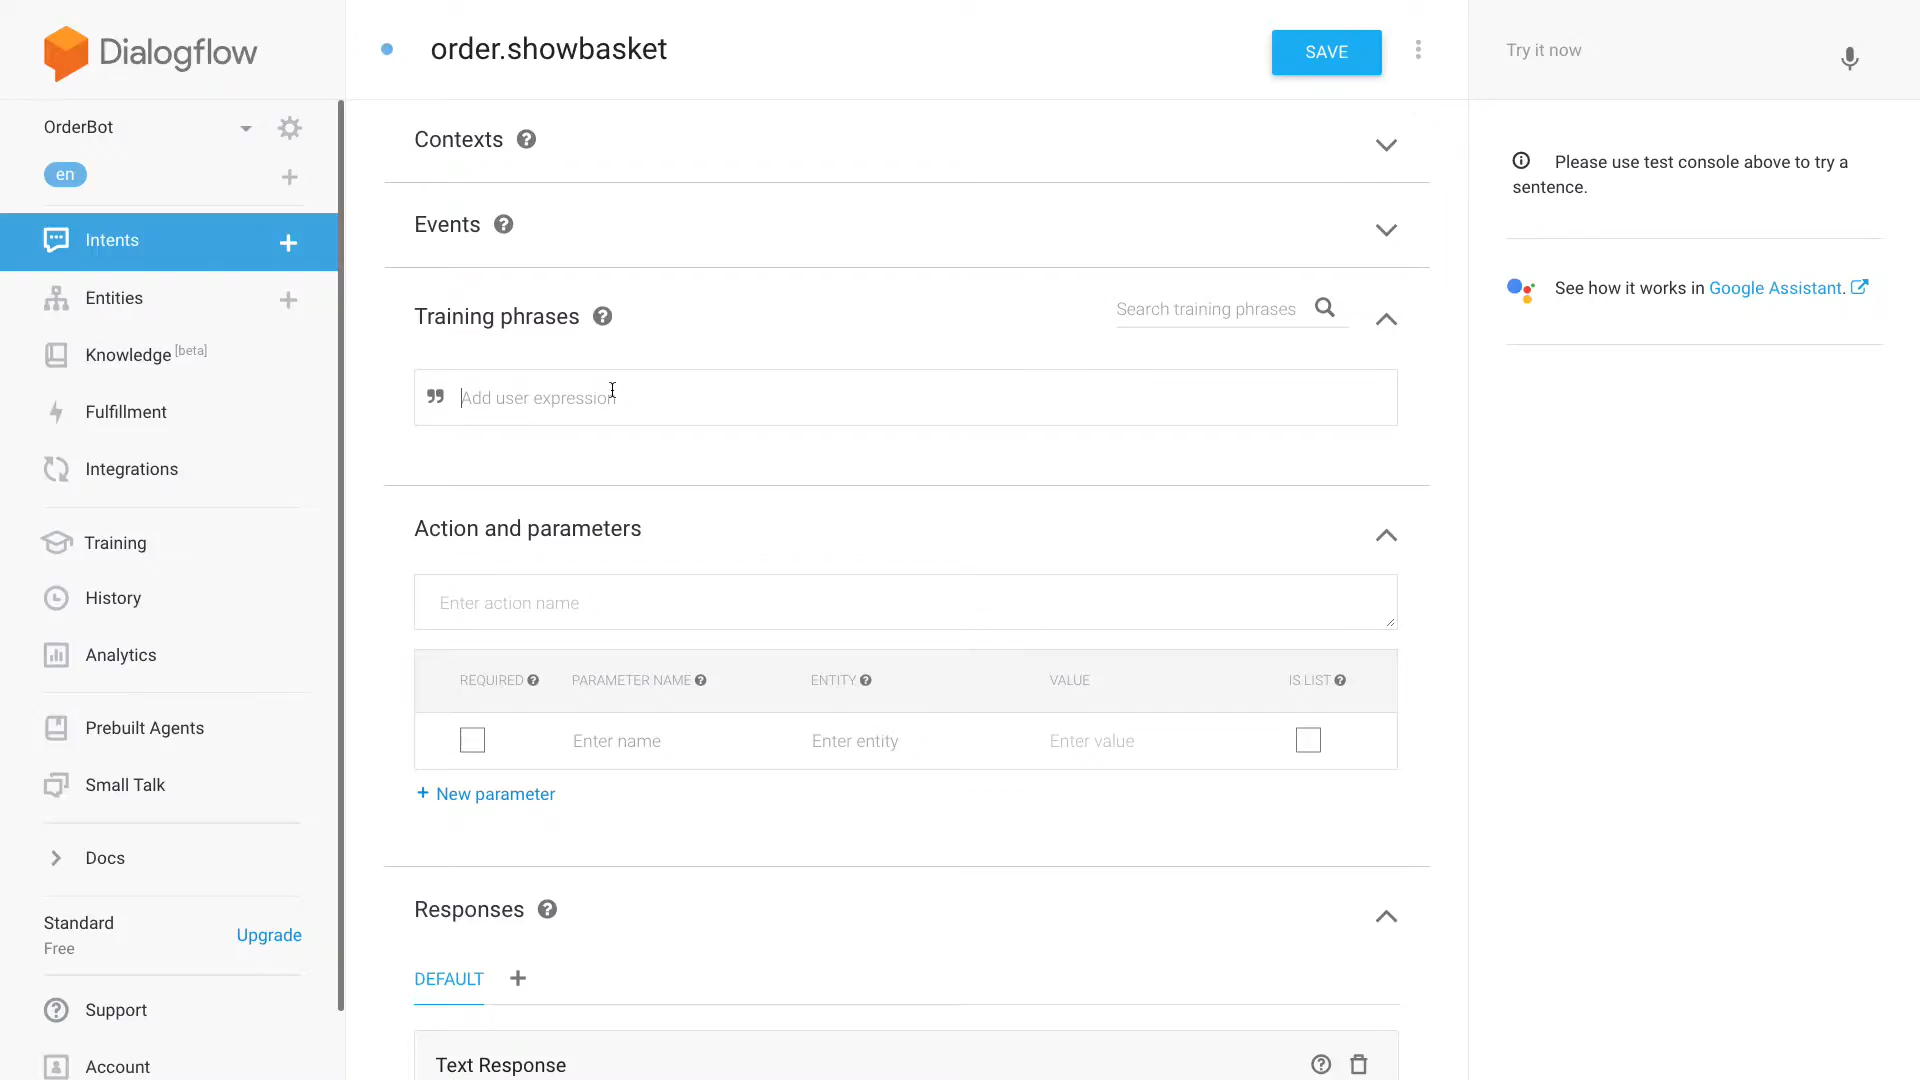 Dialogflow
order.showbasket
SAVE
Try it now
OrderBot
en
Intents
Entities
Knowledge [beta]
Fulfillment
Integrations
Training
History
Analytics
Prebuilt Agents
Small Talk
Docs
Standard
Free
Upgrade
Support
Account
Contexts
Events
Training phrases
Search training phrases
Add user expression
Action and parameters
Enter action name
REQUIRED PARAMETER NAME ENTITY VALUE IS LIST
Enter name Enter entity Enter value
+ New parameter
Responses
DEFAULT
Text Response
Please use test console above to try a
sentence.
See how it works in Google Assistant.